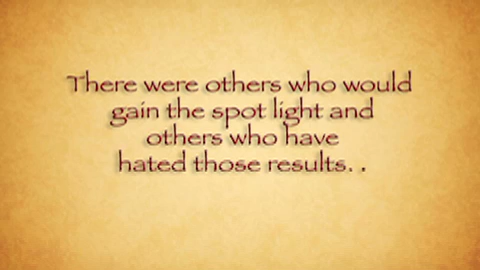 There were others who would
gain the spot light and
others who have
hated those results. .